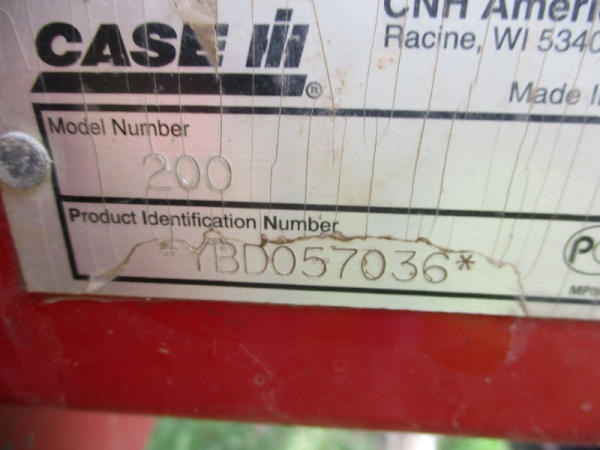 CNH Ameri
CASE IH ®
Racine, WI 5340
Made I
Model Number
200
Product Identification Number
*YBD057036*